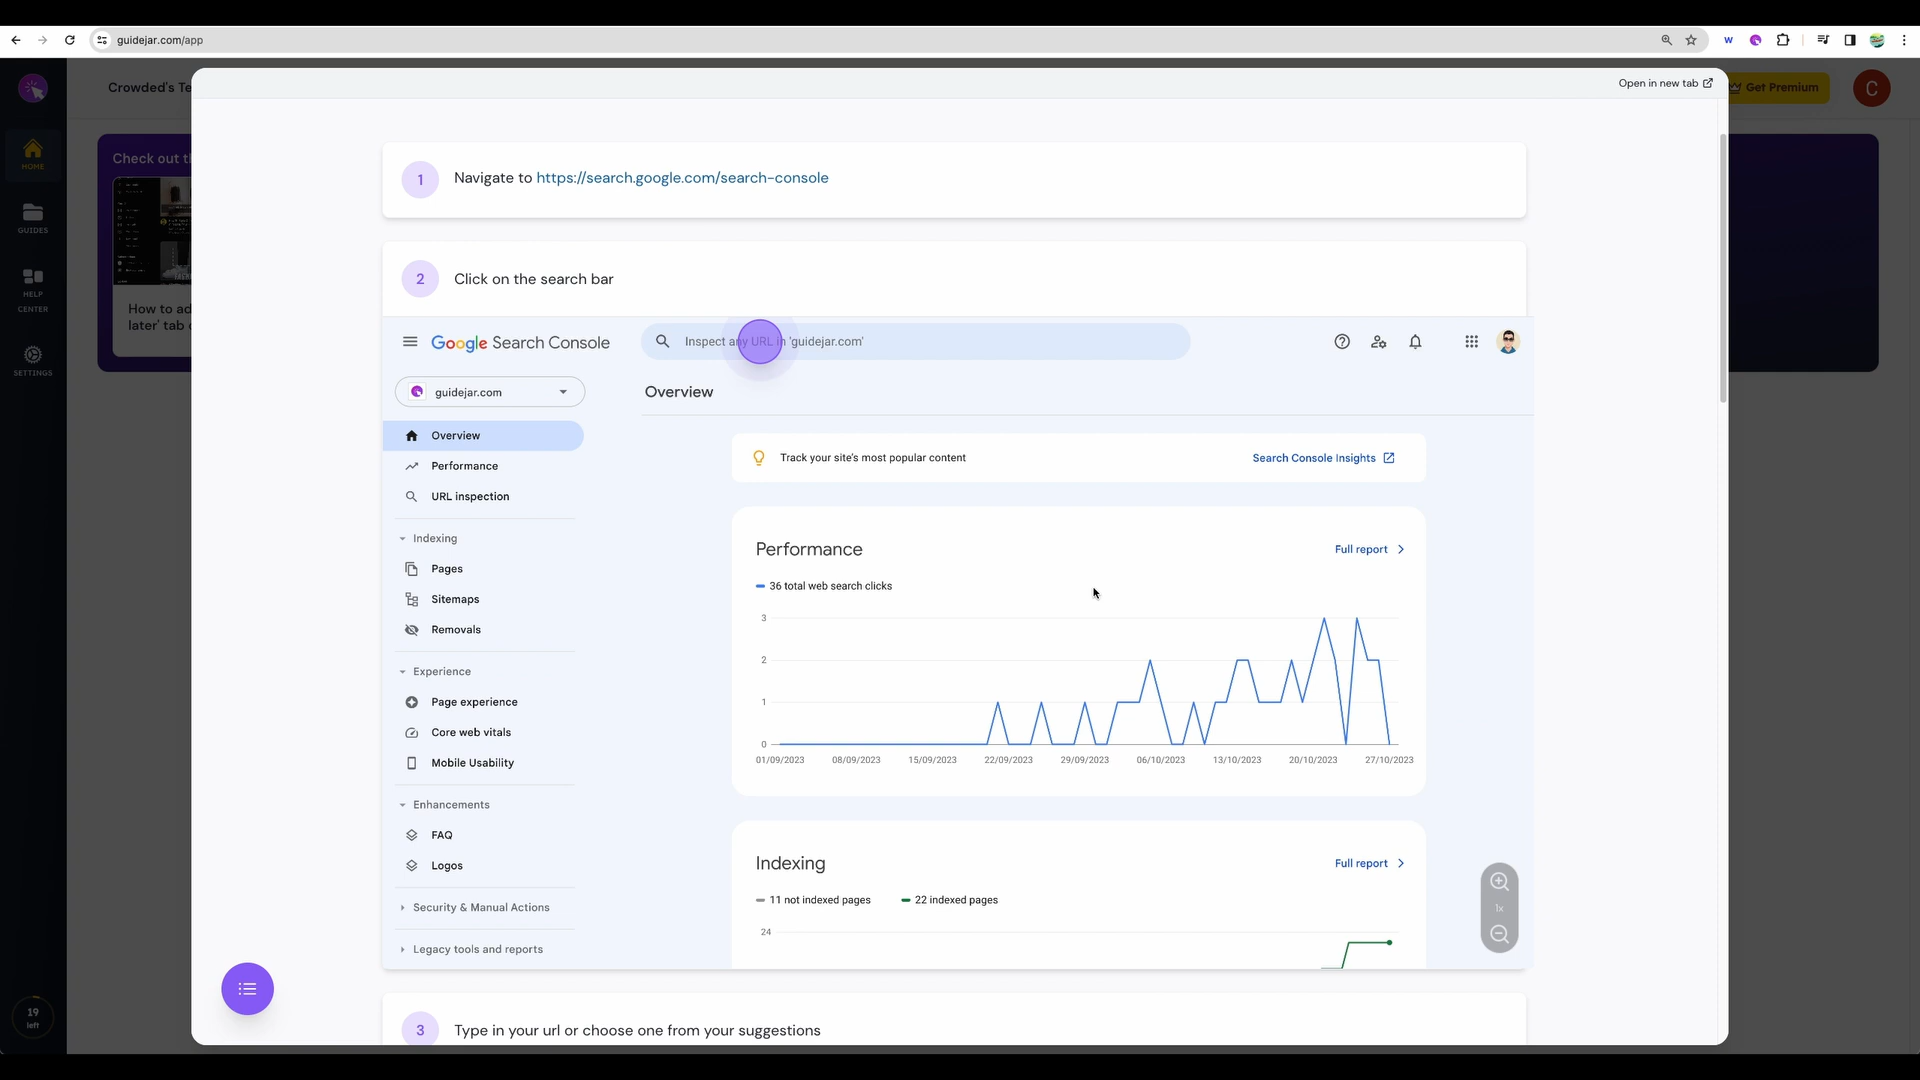 guidejar.com/app
W
Open in new tab
Crowded's Te
Get Premium
C
HOME
GUIDES
HELP
CENTER
SETTINGS
19
left
Check out th
How to ad
later' tab o
1
Navigate to https://search.google.com/search-console
2
Click on the search bar
Google Search Console
Inspect any URL in 'guidejar.com'
guidejar.com
Overview
Performance
URL inspection
Indexing
Pages
Sitemaps
Removals
Experience
Page experience
Core web vitals
Mobile Usability
Enhancements
FAQ
Logos
Security & Manual Actions
Legacy tools and reports
Overview
Track your site's most popular content
Search Console Insights
Performance
Full report
36 total web search clicks
3
2
1
0
01/09/2023 08/09/2023 15/09/2023 22/09/2023 29/09/2023 06/10/2023 13/10/2023 20/10/2023 27/10/2023
Indexing
Full report
11 not indexed pages 22 indexed pages
24
1x
3
Type in your url or choose one from your suggestions